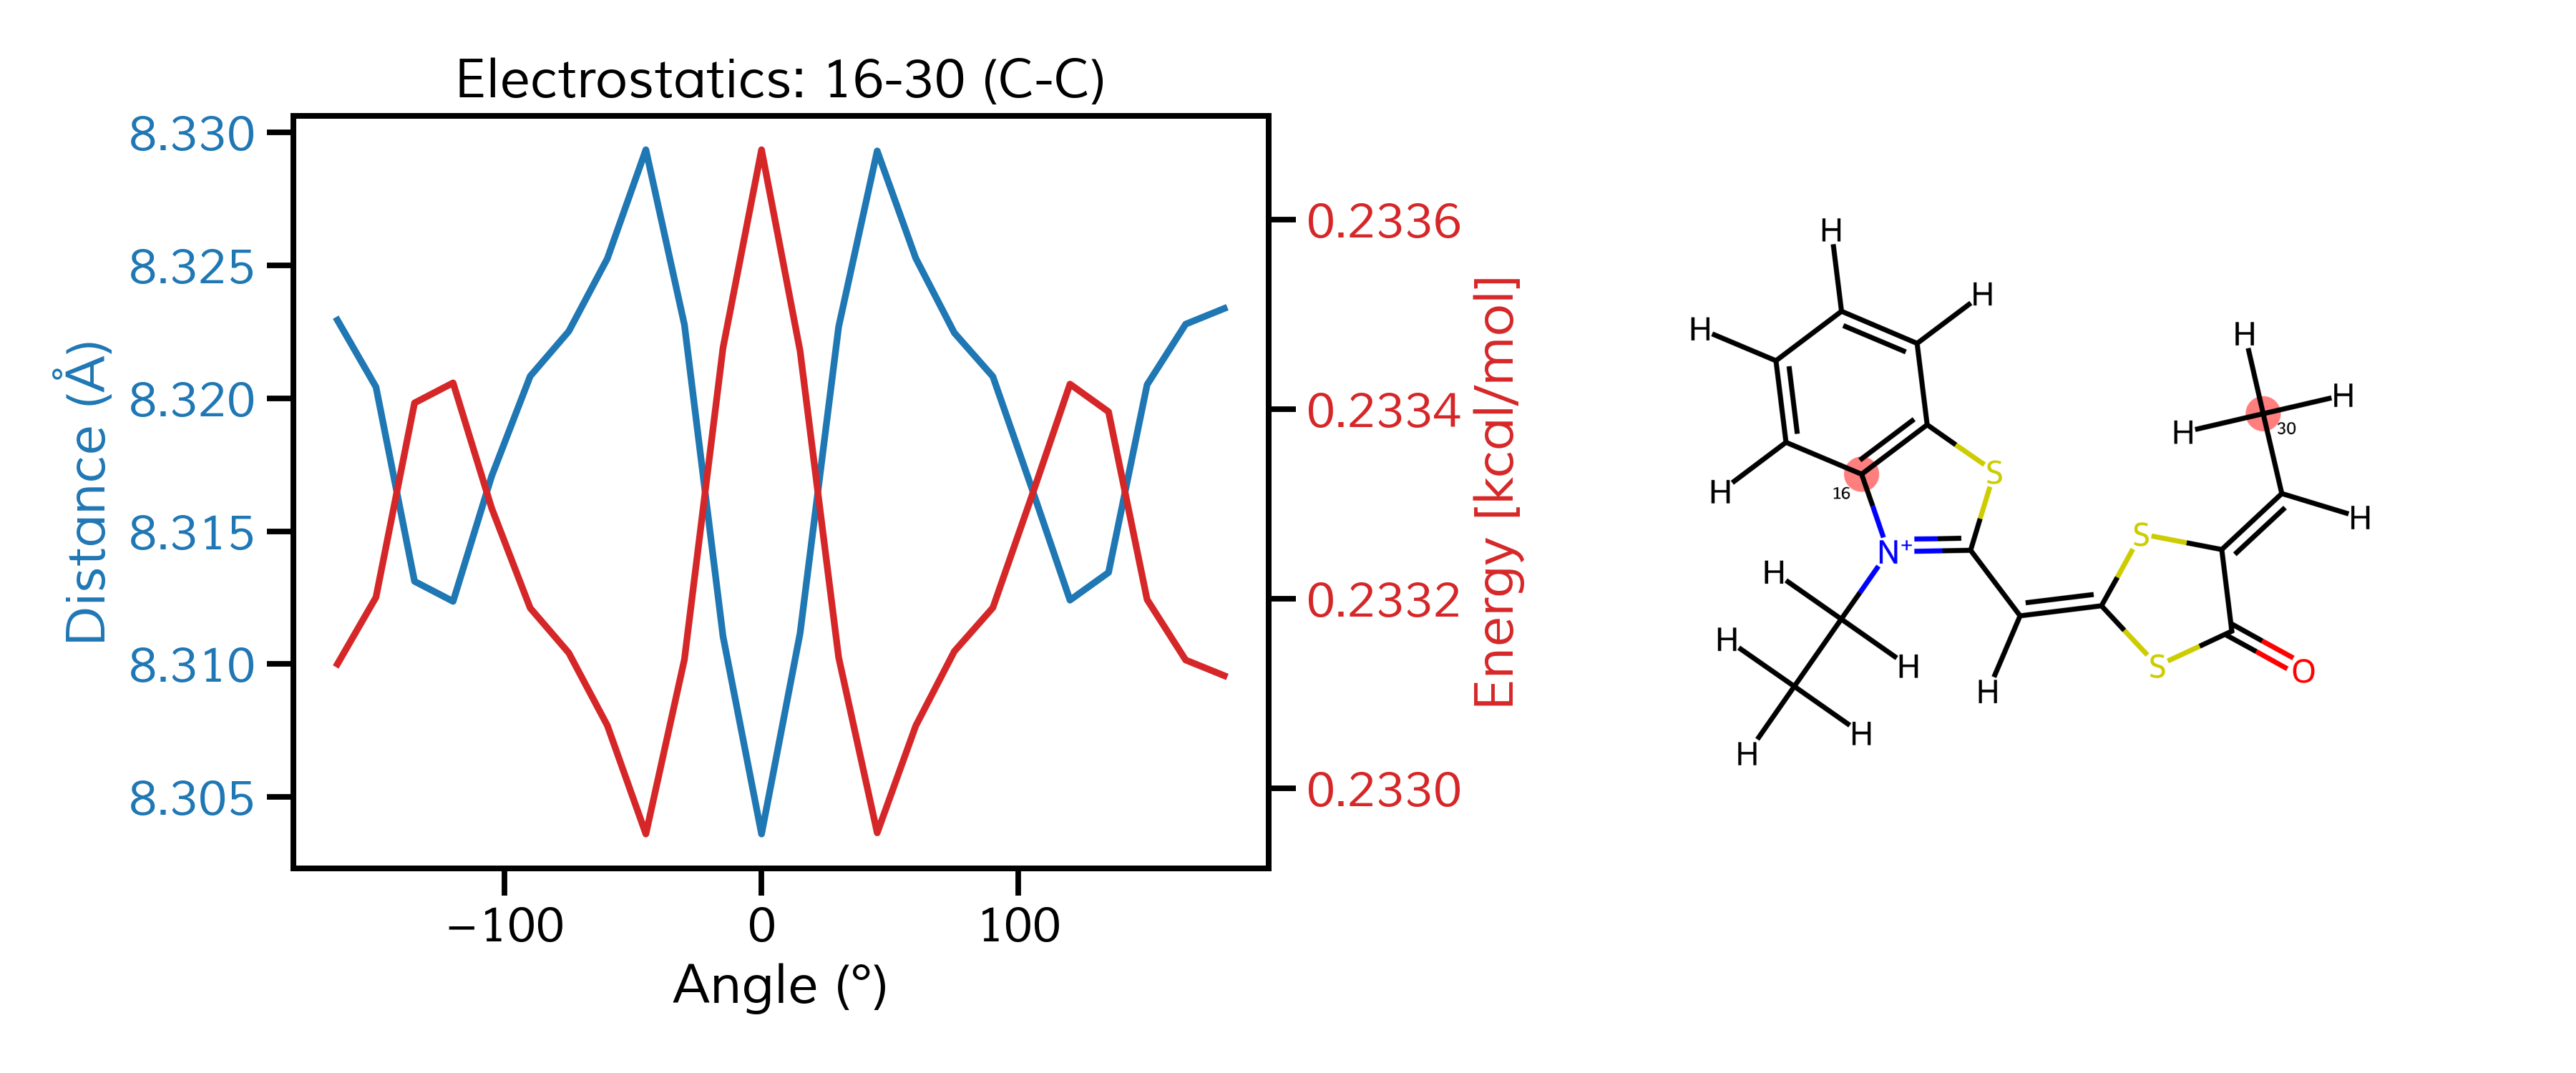 Electrostatics: 16-30 (C-C)
Distance (Å)
8.330
8.325
8.320
8.315
8.310
8.305
−100
0
100
Angle (°)
0.2336
0.2334
0.2332
0.2330
Energy [kcal/mol]
H
H
H
H
H
H
H
30
16
S
H
H
N⁺
S
H
H
H
S
O
H
H
H